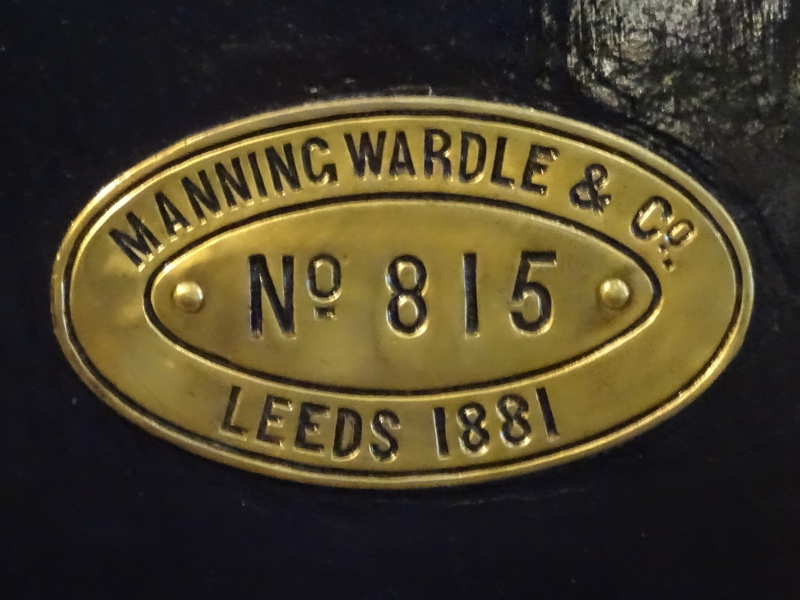 MANNING WARDLE & Cº.
Nº 815
LEEDS 1881